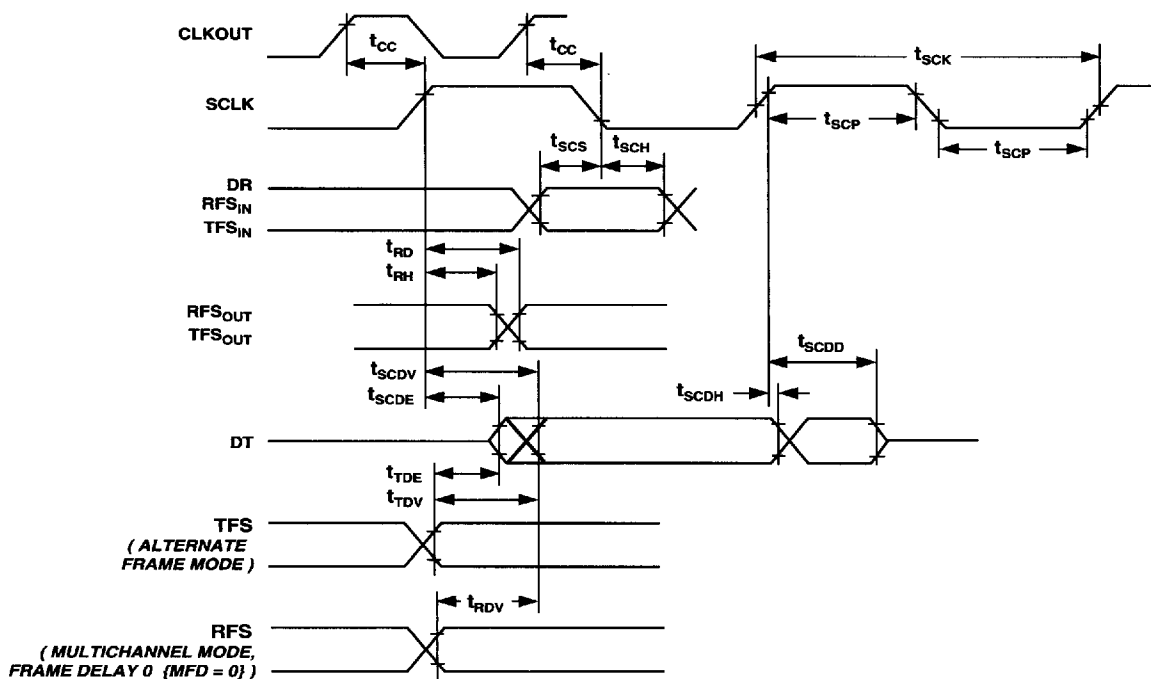 CLKOUT
tCC
tCC
tSCK
SCLK
tSCP
tSCP
tSCS
tSCH
DR
RFSIN
TFSIN
tRD
tRH
RFSOUT
TFSOUT
tSCDV
tSCDE
tSCDD
tSCDH
DT
tTDE
tTDV
TFS
( ALTERNATE
FRAME MODE )
tRDV
RFS
( MULTICHANNEL MODE,
FRAME DELAY 0 {MFD = 0} )